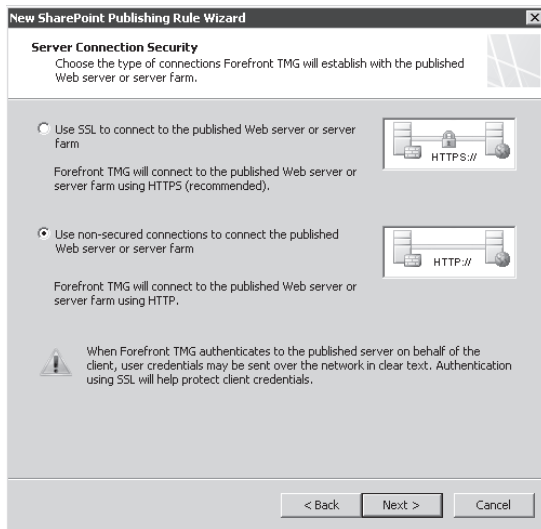 New SharePoint Publishing Rule Wizard
Server Connection Security
Choose the type of connections Forefront TMG will establish with the published
Web server or server farm.
Use SSL to connect to the published Web server or server
farm
HTTPS://
Forefront TMG will connect to the published Web server or
server farm using HTTPS (recommended).
Use non-secured connections to connect the published
Web server or server farm
HTTP://
Forefront TMG will connect to the published Web server or
server farm using HTTP.
When Forefront TMG authenticates to the published server on behalf of the
client, user credentials may be sent over the network in clear text. Authentication
using SSL will help protect client credentials.
< Back Next > Cancel